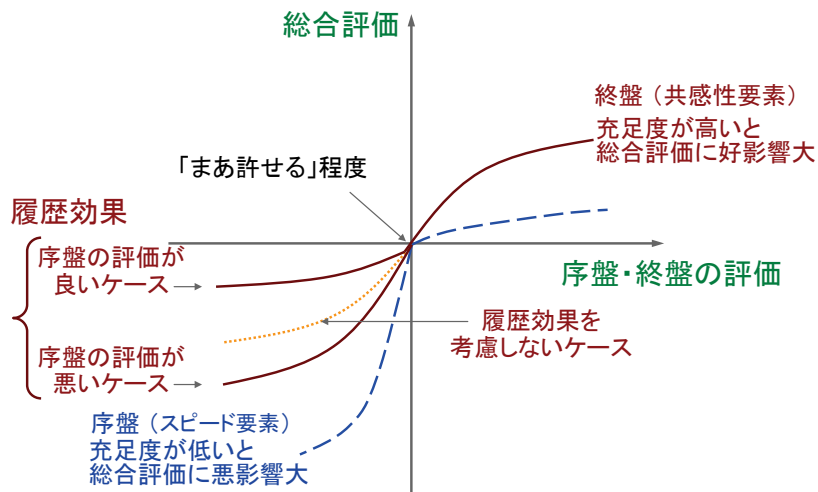 総合評価
終盤（共感性要素）
充足度が高いと
総合評価に好影響大
「まあ許せる」程度
履歴効果
序盤の評価が
良いケース
序盤・終盤の評価
履歴効果を
考慮しないケース
序盤の評価が
悪いケース
序盤（スピード要素）
充足度が低いと
総合評価に悪影響大